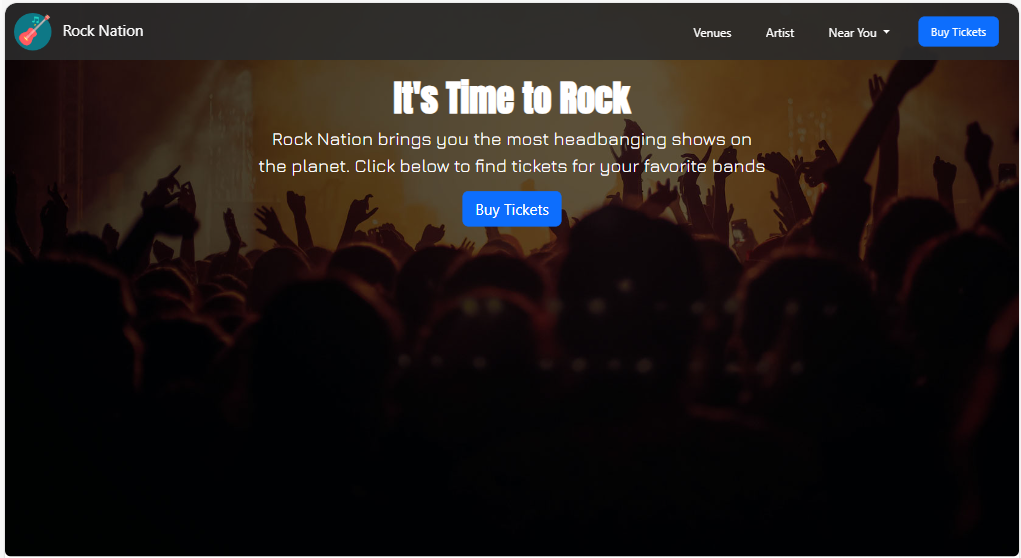 Rock Nation
Venues
Artist
Near You
Buy Tickets
It's Time to Rock
Rock Nation brings you the most headbanging shows on
the planet. Click below to find tickets for your favorite bands
Buy Tickets